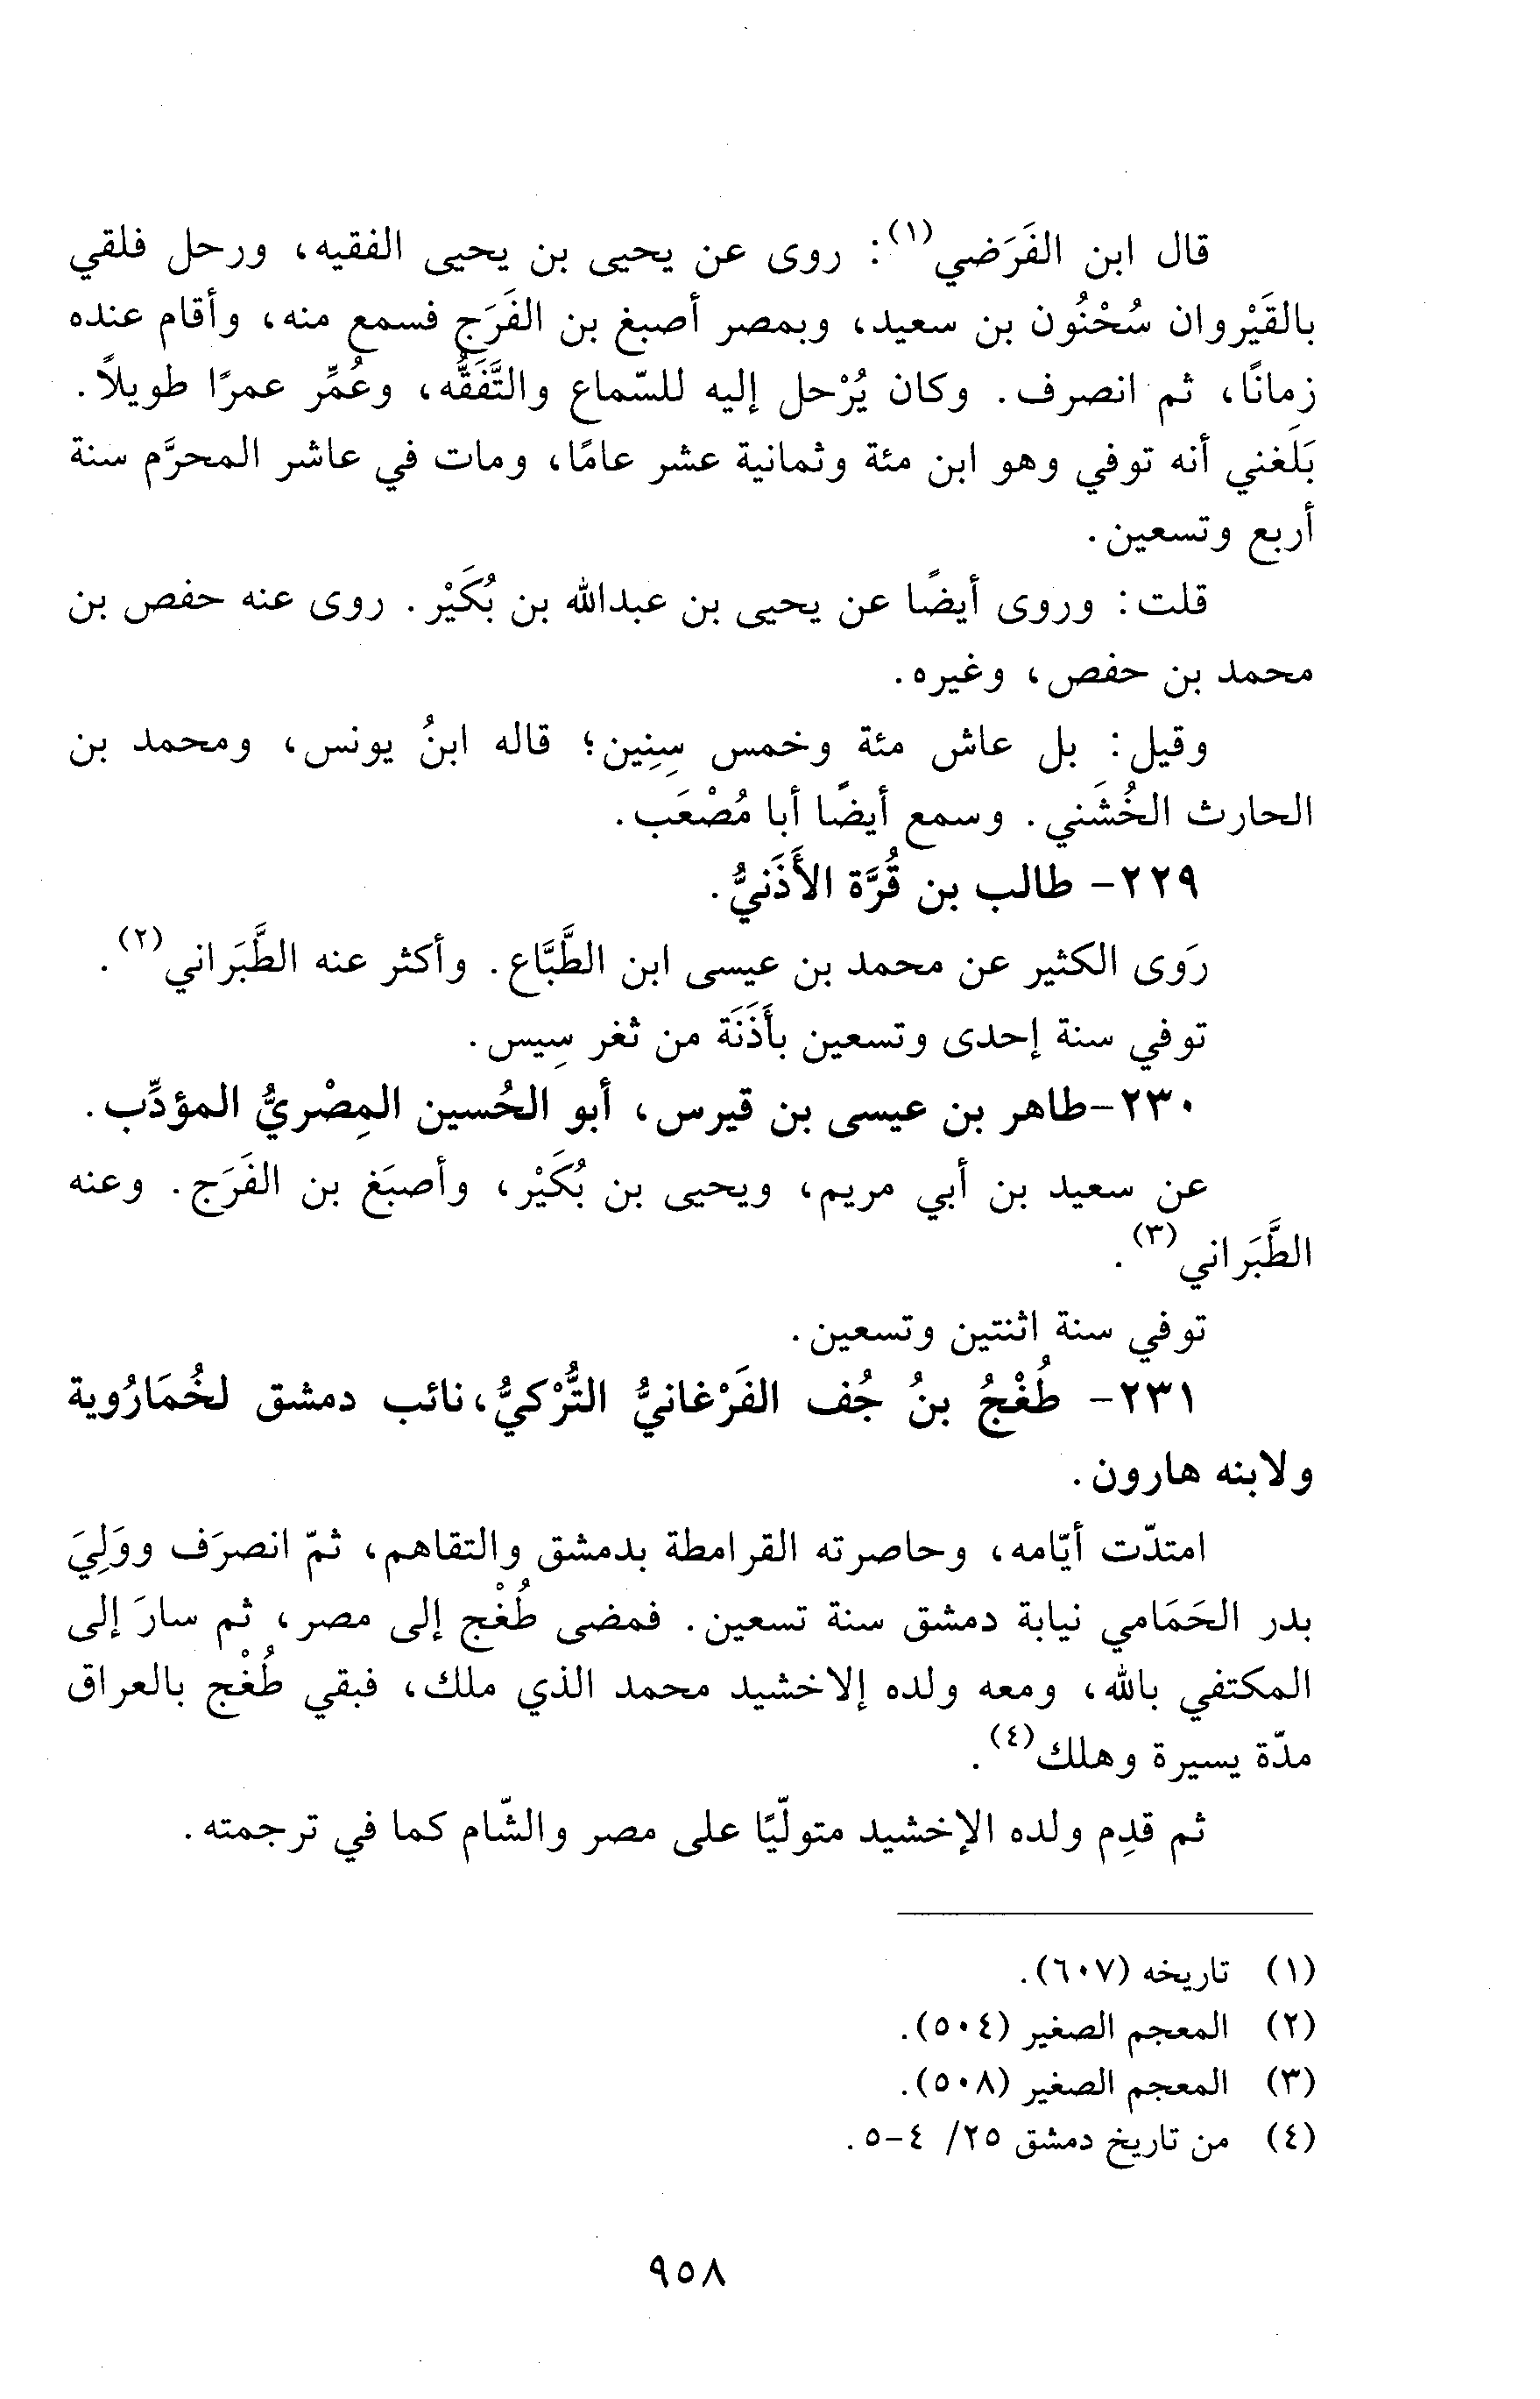 قال ابن الفَرَضي(١): روى عن يحيى بن يحيى الفقيه، ورحل فلقي
بالقَيْروان سُحْنُون بن سعيد، وبمصر أصبغ بن الفَرَج فسمع منه، وأقام عنده
زمانًا، ثم انصرف. وكان يُرْحل إليه للسّماع والتَّفَقُّه، وعُمِّر عمرًا طويلاً.
بَلَغني أنه توفي وهو ابن مئة وثمانية عشر عامًا، ومات في عاشر المحرَّم سنة
أربع وتسعين.
قلت: وروى أيضًا عن يحيى بن عبدالله بن بُكَيْر. روى عنه حفص بن
محمد بن حفص، وغيره.
وقيل: بل عاش مئة وخمس سِنِين؛ قاله ابنُ يونس، ومحمد بن
الحارث الخُشَني. وسمع أيضًا أبا مُصْعَب.
٢٢٩- طالب بن قُرَّة الأَذَنيُّ.
رَوى الكثير عن محمد بن عيسى ابن الطَّبَّاع. وأكثر عنه الطَّبَراني(٢).
توفي سنة إحدى وتسعين بأَذَنَة من ثغر سِيس.
٢٣٠-طاهر بن عيسى بن قيرس، أبو الحُسين المِصْريُّ المؤدِّب.
عن سعيد بن أبي مريم، ويحيى بن بُكَيْر، وأصبَغ بن الفَرَج. وعنه
الطَّبَراني(٣).
توفي سنة اثنتين وتسعين.
٢٣١- طُغْجُ بنُ جُف الفَرْغانيُّ التُّرْكيُّ،نائب دمشق لخُمَارُوية
ولابنه هارون.
امتدّت أيّامه، وحاصرته القرامطة بدمشق والتقاهم، ثمّ انصرَف ووَلِيَ
بدر الحَمَامي نيابة دمشق سنة تسعين. فمضى طُغْج إلى مصر، ثم سارَ إلى
المكتفي بالله، ومعه ولده إلاخشيد محمد الذي ملك، فبقي طُغْج بالعراق
مدّة يسيرة وهلك(٤).
ثم قدِم ولده الإخشيد متولّيًا على مصر والشّام كما في ترجمته.
(١) تاريخه (٦٠٧).
(٢) المعجم الصغير (٥٠٤).
(٣) المعجم الصغير (٥٠٨).
(٤) من تاريخ دمشق ٢٥/ ٤-٥.
٩٥٨